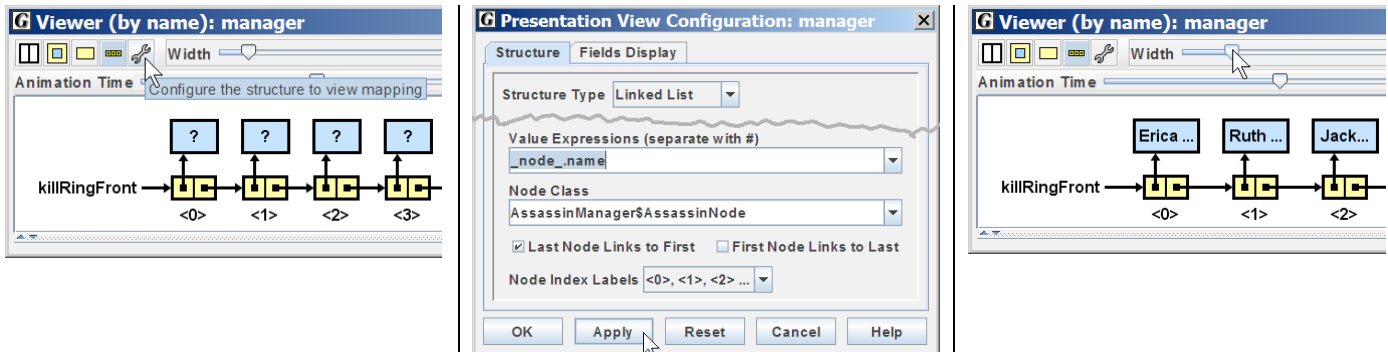 G Viewer (by name): manager
Width
Animation Time
Configure the structure to view mapping
? ? ? ?
killRingFront
<0> <1> <2> <3>
G Presentation View Configuration: manager
Structure Fields Display
Structure Type Linked List
Value Expressions (separate with #)
_node_.name
Node Class
AssassinManager$AssassinNode
Last Node Links to First First Node Links to Last
Node Index Labels <0>, <1>, <2> ...
OK Apply Reset Cancel Help
G Viewer (by name): manager
Width
Animation Time
Erica ... Ruth ... Jack...
killRingFront
<0> <1> <2>